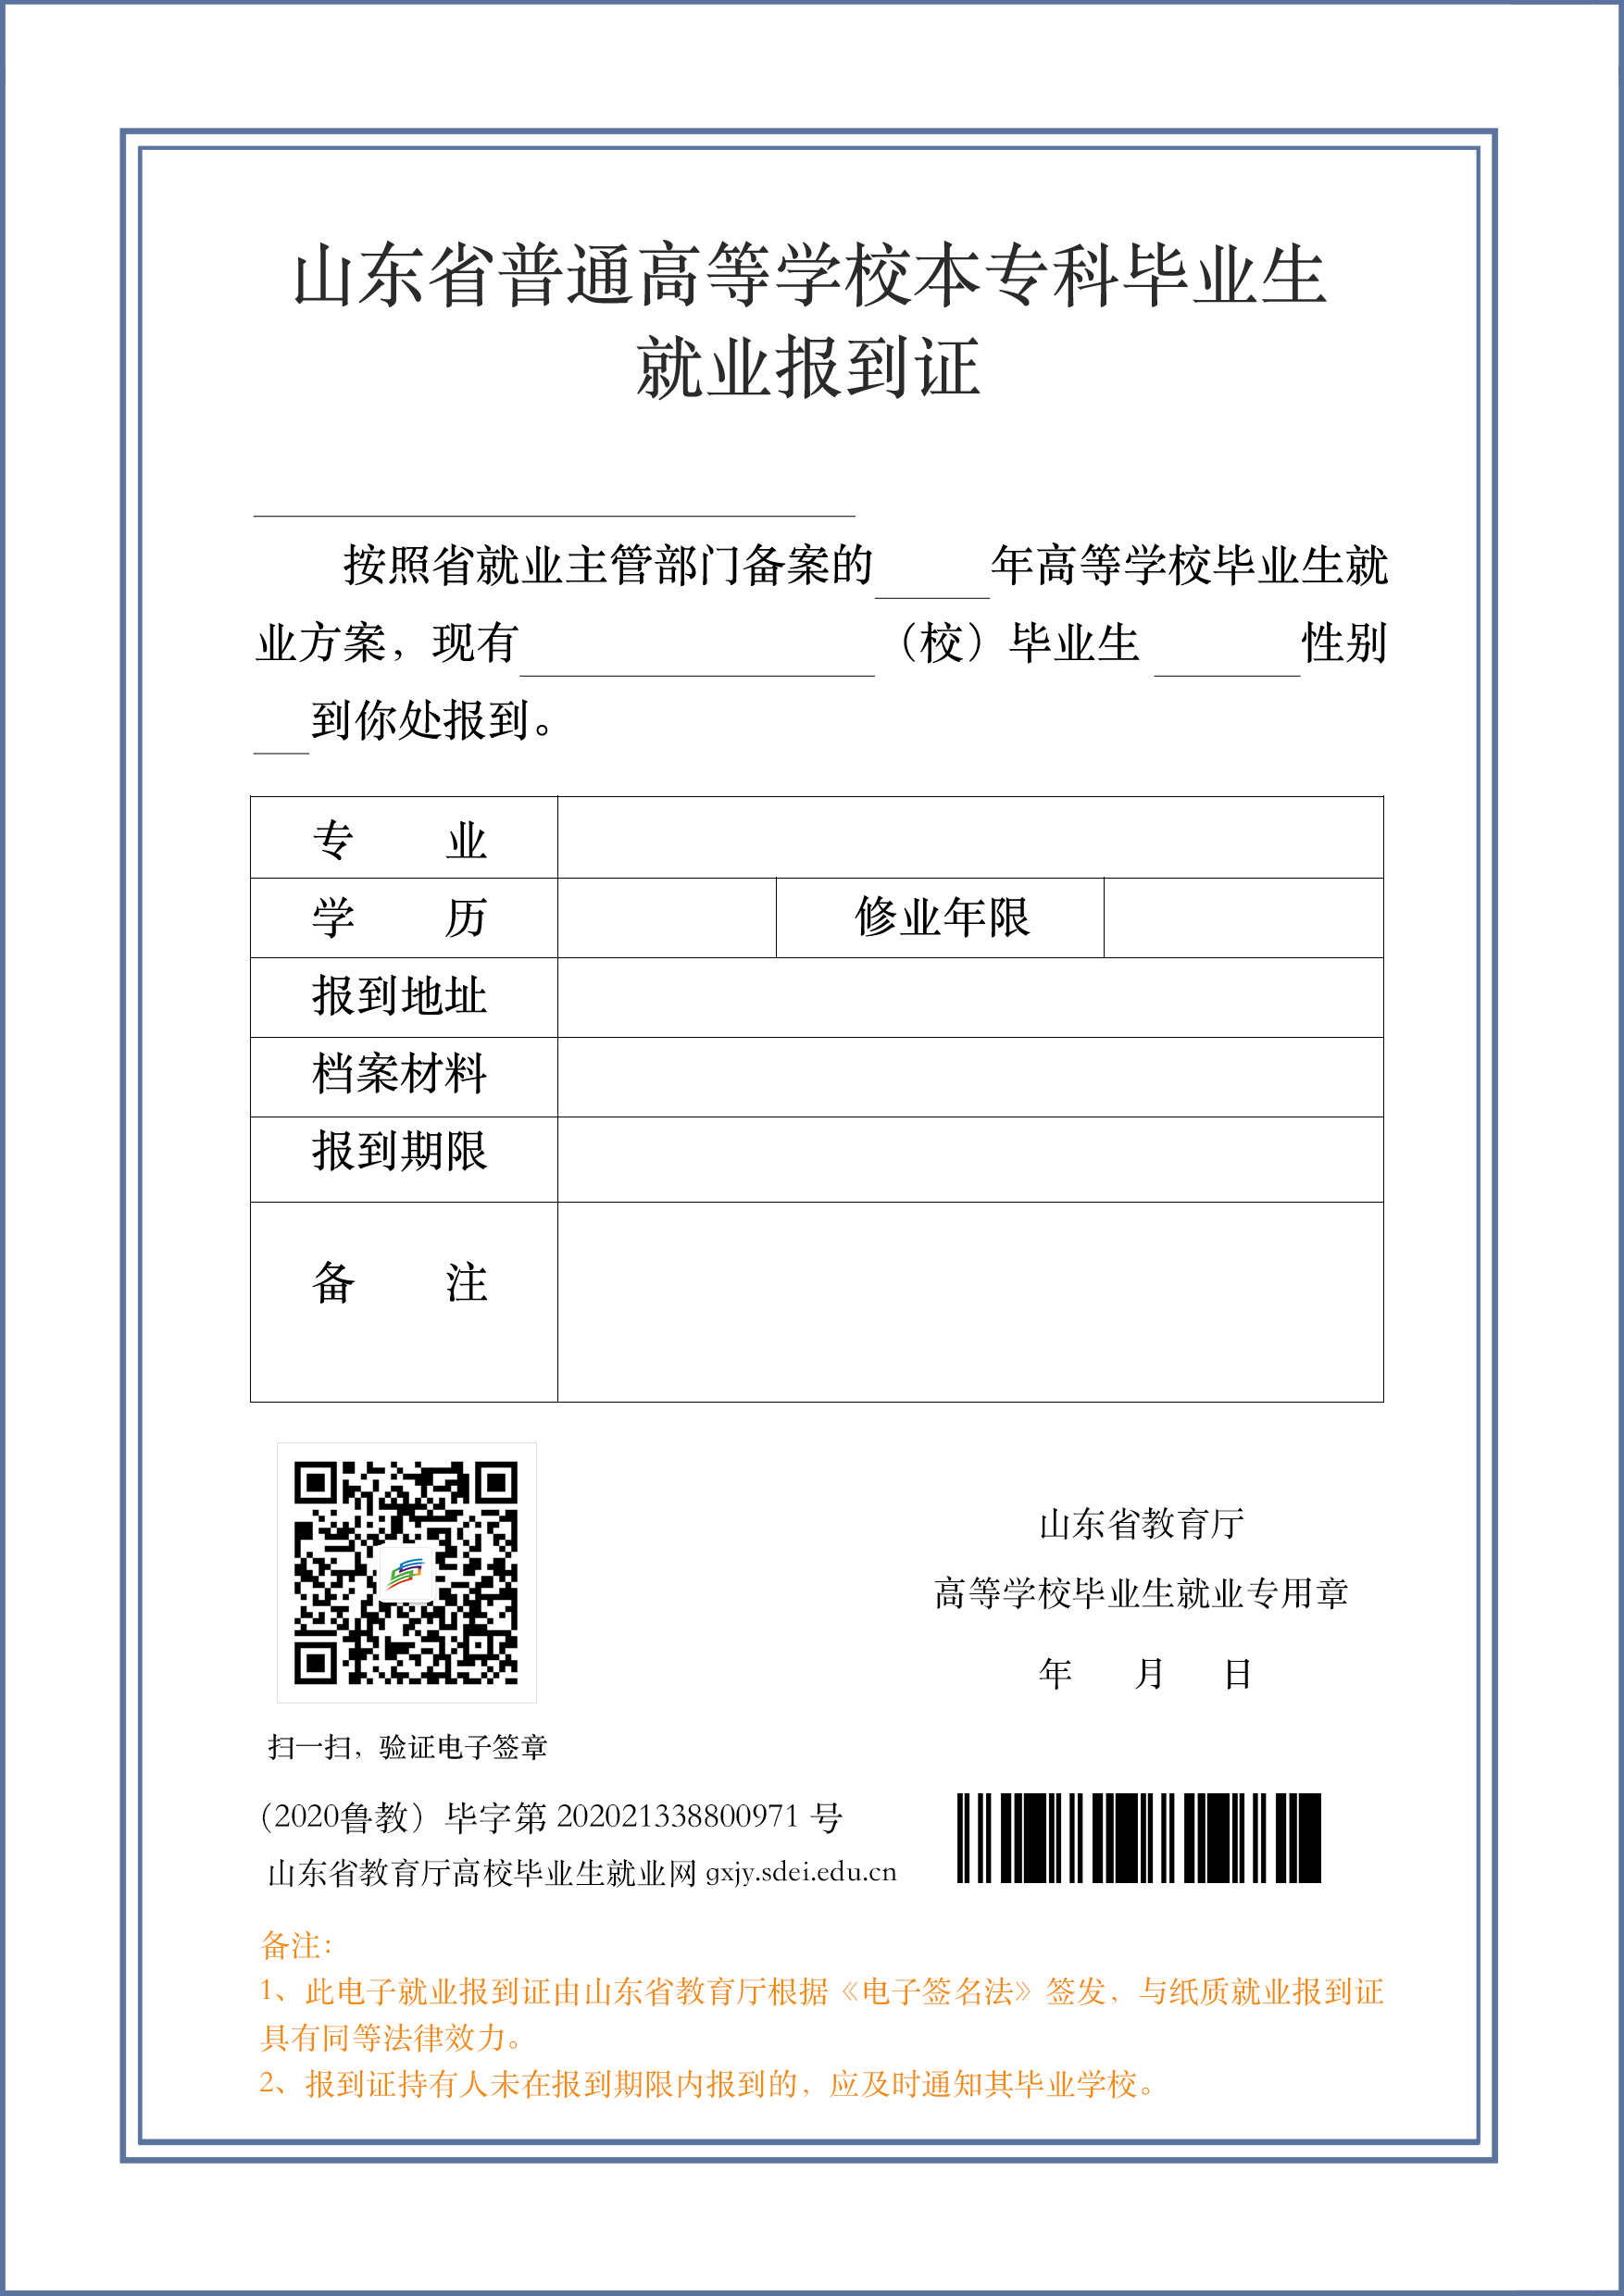 山东省普通高等学校本专科毕业生
就业报到证
按照省就业主管部门备案的 年高等学校毕业生就
业方案，现有 （校）毕业生 性别
到你处报到。
专 业
学 历 修业年限
报到地址
档案材料
报到期限
备 注
山东省教育厅
高等学校毕业生就业专用章
年 月 日
扫一扫，验证电子签章
（2020鲁教）毕字第 202021338800971 号
山东省教育厅高校毕业生就业网 gxjy.sdei.edu.cn
备注：
1、此电子就业报到证由山东省教育厅根据《电子签名法》签发，与纸质就业报到证
具有同等法律效力。
2、报到证持有人未在报到期限内报到的，应及时通知其毕业学校。